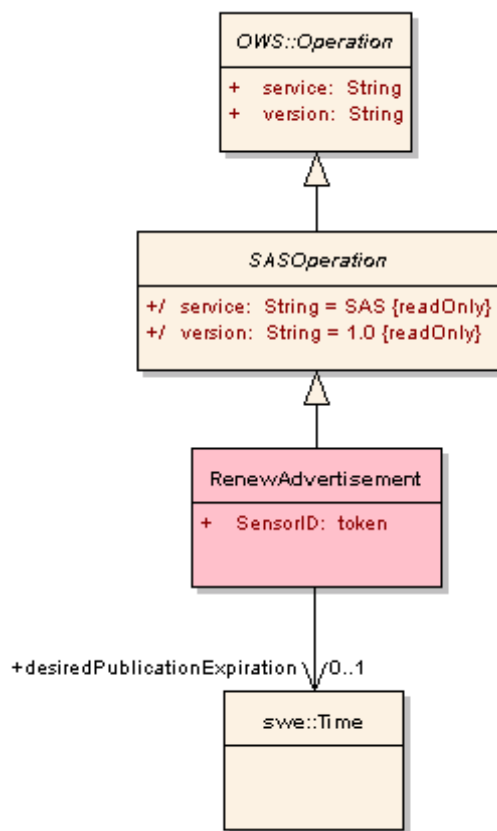 OWS::Operation
+ service: String
+ version: String
SASOperation
+/ service: String = SAS {readOnly}
+/ version: String = 1.0 {readOnly}
RenewAdvertisement
+ SensorID: token
+desiredPublicationExpiration 0..1
swe::Time